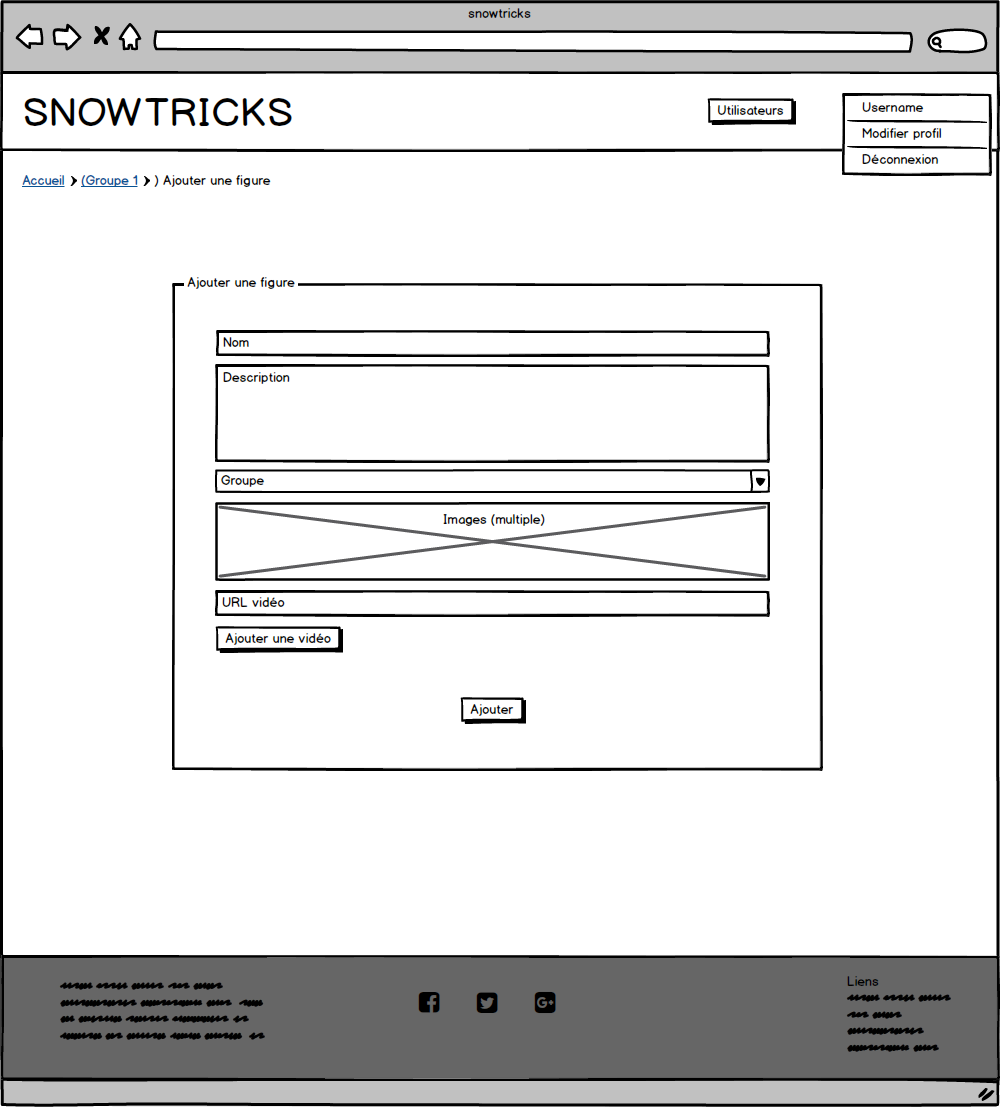 snowtricks
SNOWTRICKS
Utilisateurs
Username
Modifier profil
Déconnexion
Accueil (Groupe 1 ) Ajouter une figure
Ajouter une figure
Nom
Description
Groupe
Images (multiple)
URL vidéo
Ajouter une vidéo
Ajouter
Liens